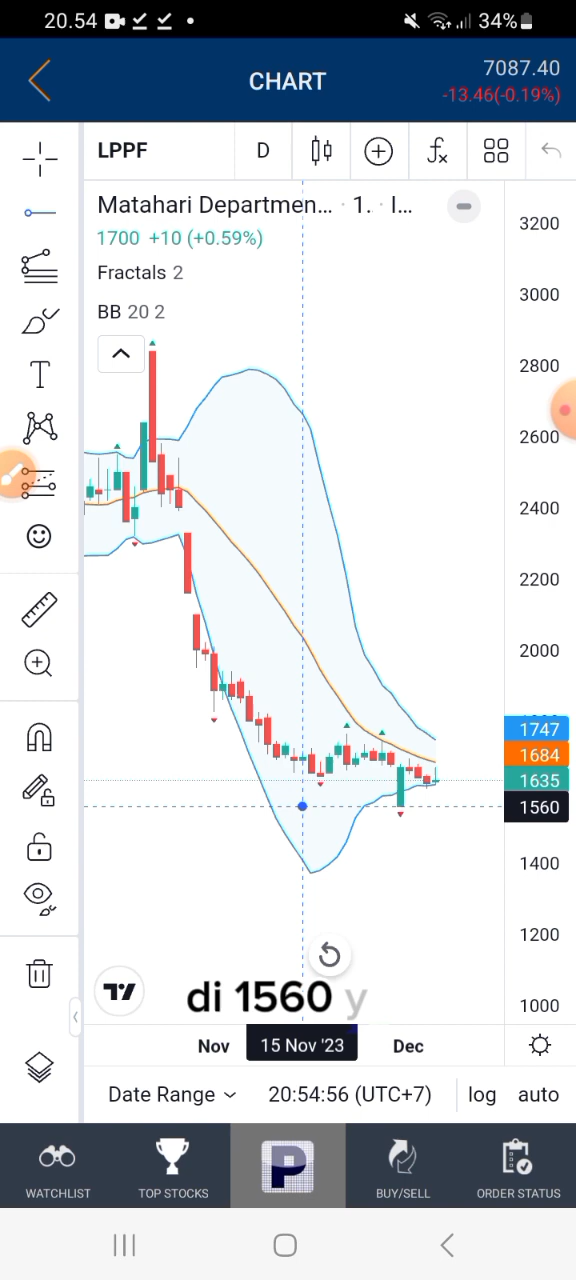 20.54 34%
CHART
7087.40
-13.46(-0.19%)
LPPF D
Matahari Departmen... · 1.. · I...
1700 +10 (+0.59%)
Fractals 2
BB 20 2
3200
3000
2800
2600
2400
2200
2000
1747
1684
1635
1560
1400
1200
1000
di 1560 y
Nov 15 Nov '23 Dec
Date Range 20:54:56 (UTC+7) log auto
WATCHLIST TOP STOCKS P BUY/SELL ORDER STATUS